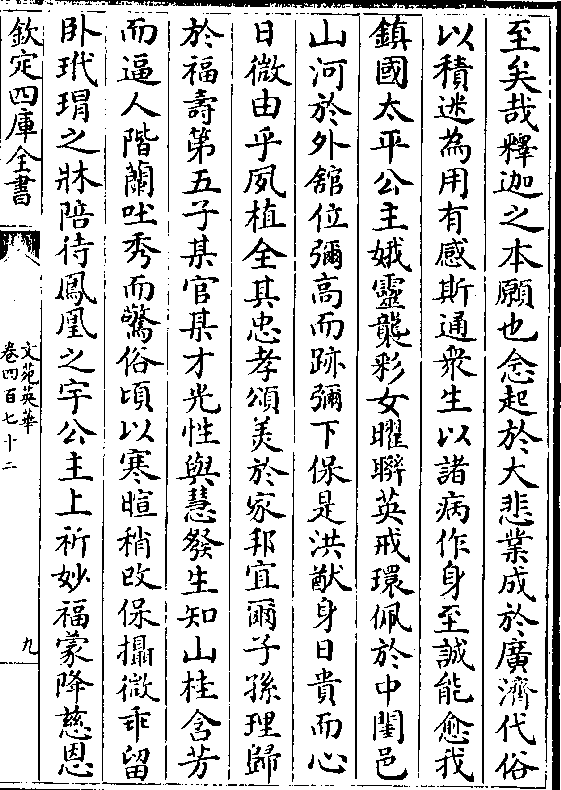 至矣哉釋迦之本願也念起於大悲業成於廣濟代俗
以積迷為用有感斯通衆生以諸病作身至誠能愈我
鎮國太平公主娥靈襲彩女曜聨英戒環佩於中閨邑
山河於外舘位彌高而跡彌下保是洪猷身日貴而心
日微由乎夙植全其忠孝頌美於家邦宜爾子孫理歸
於福壽第五子某官某才光性與慧發生知山桂含芳
而逼人階蘭吐秀而驚俗頃以寒暄稍改保攝微乖留
卧玳瑁之牀陪待鳳凰之宇公主上祈妙福蒙降慈恩
欽定四庫全書
文苑英華
卷四百七十二
九